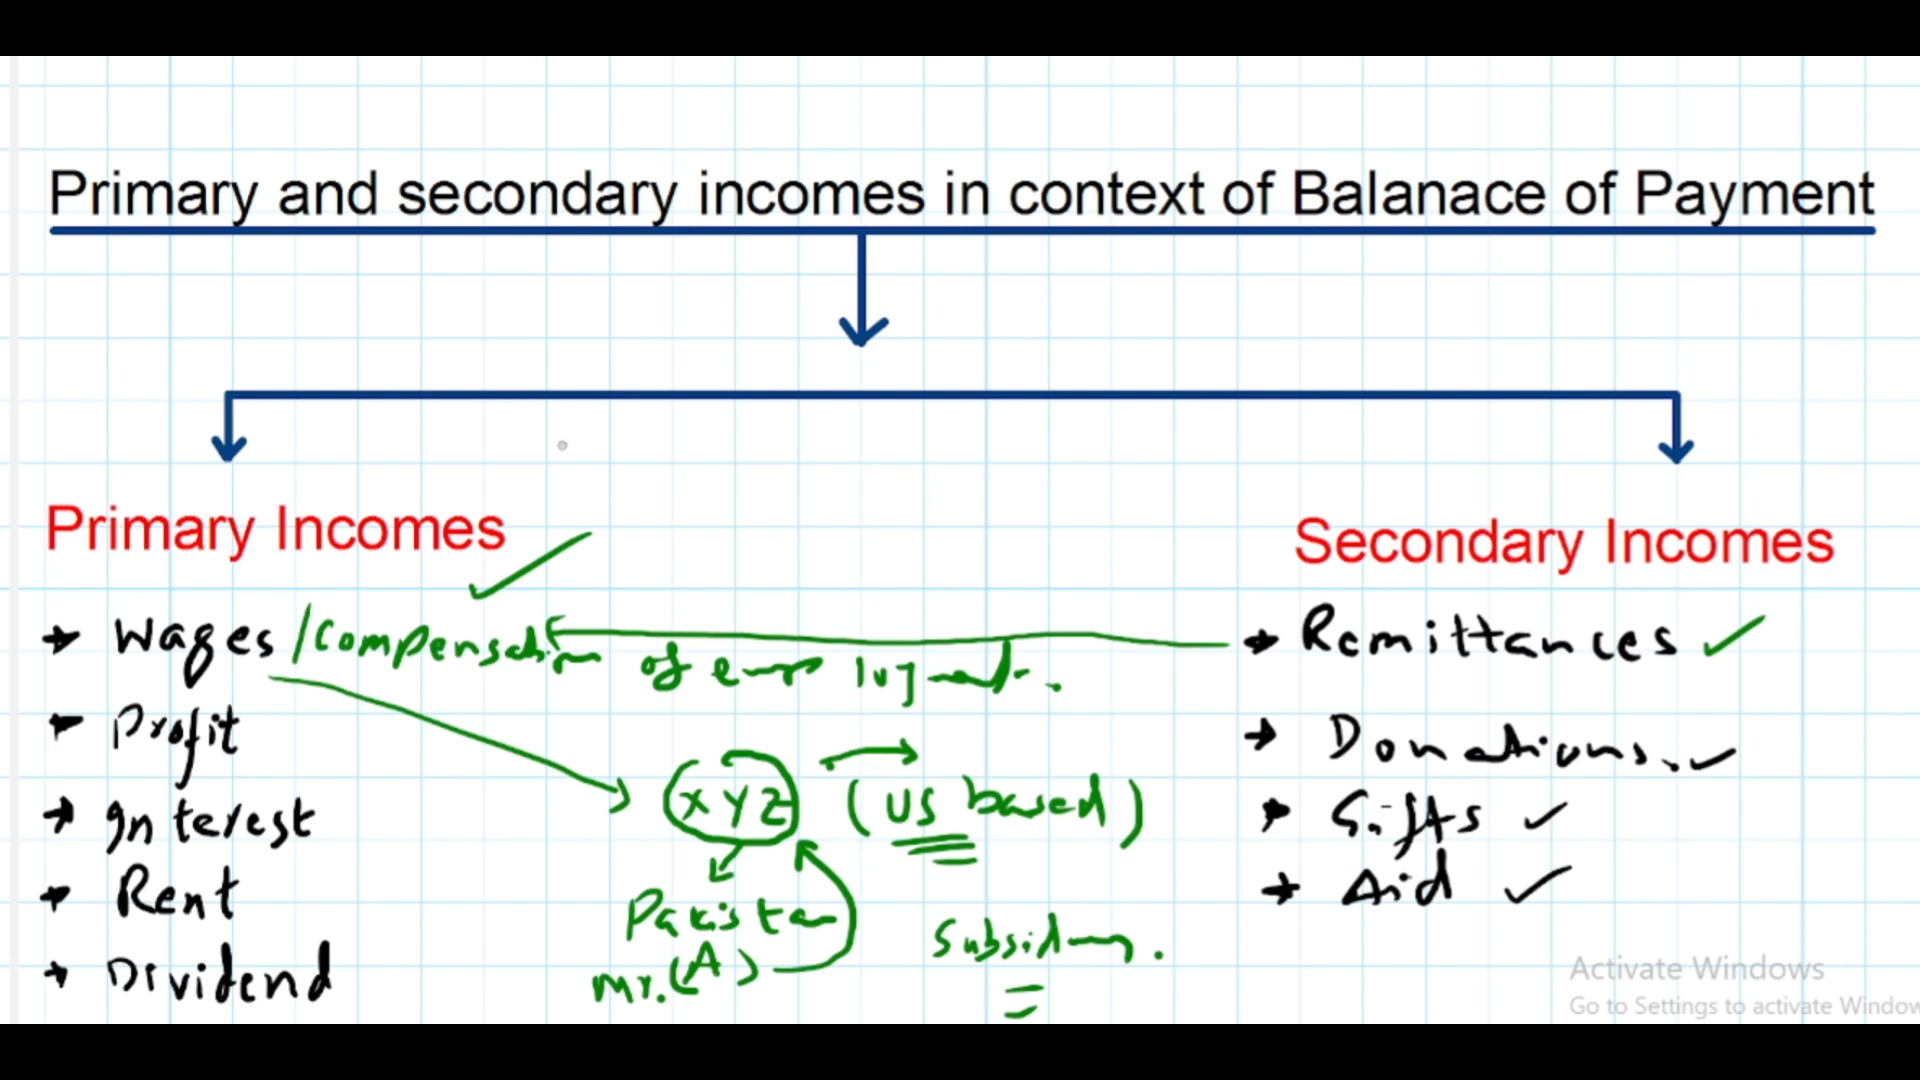 Primary and secondary incomes in context of Balanace of Payment
Primary Incomes
→ Wages /Compensation of employment.
→ Profit
→ Interest
→ Rent
→ Dividend
XYZ (US based)
Pakistan
Mr. (A)
Subsidiary.
Secondary Incomes
→ Remittances ✓
→ Donations. ✓
→ Gifts ✓
→ Aid ✓
Activate Windows
Go to Settings to activate Window